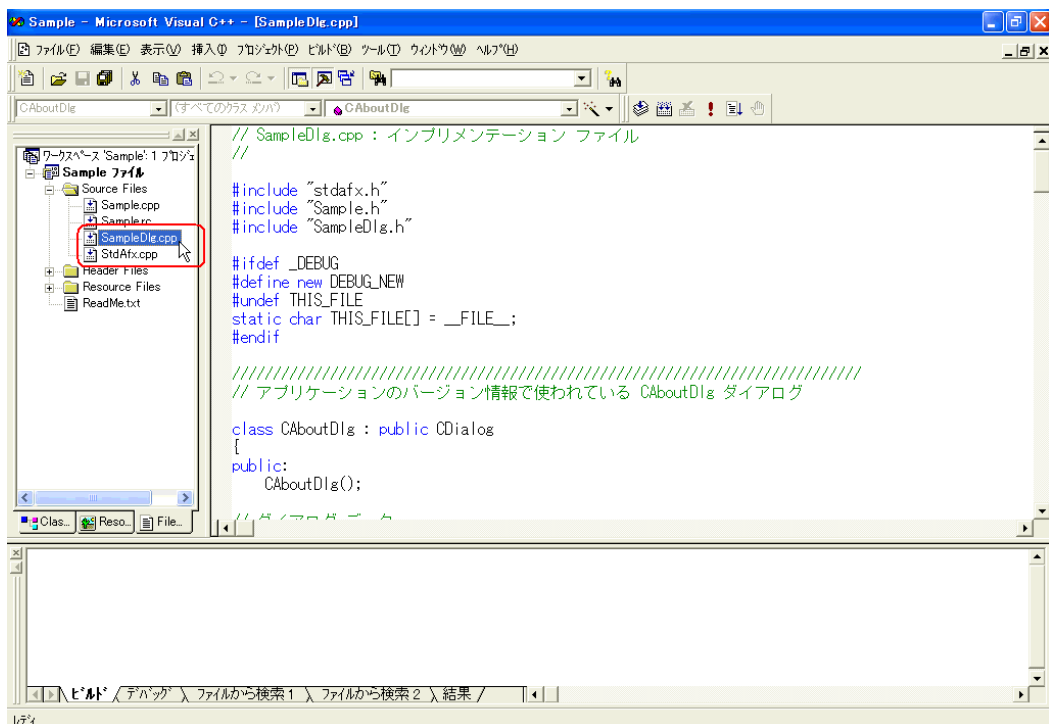 Sample - Microsoft Visual C++ - [SampleDlg.cpp]
ﾌｧｲﾙ(F) 編集(E) 表示(V) 挿入(I) ﾌﾟﾛｼﾞｪｸﾄ(P) ﾋﾞﾙﾄﾞ(B) ﾂｰﾙ(T) ｳｨﾝﾄﾞｳ(W) ﾍﾙﾌﾟ(H)
CAboutDlg (すべてのｸﾗｽ ﾒﾝﾊﾞ) CAboutDlg
ﾜｰｸｽﾍﾟｰｽ 'Sample': 1 ﾌﾟﾛｼﾞｪ
Sample ﾌｧｲﾙ
Source Files
Sample.cpp
Sample.rc
SampleDlg.cpp
StdAfx.cpp
Header Files
Resource Files
ReadMe.txt
Clas... Reso... File...
// SampleDlg.cpp : インプリメンテーション ファイル
//
#include "stdafx.h"
#include "Sample.h"
#include "SampleDlg.h"
#ifdef _DEBUG
#define new DEBUG_NEW
#undef THIS_FILE
static char THIS_FILE[] = __FILE__;
#endif
/////////////////////////////////////////////////////////////////////////////
// アプリケーションのバージョン情報で使われている CAboutDlg ダイアログ
class CAboutDlg : public CDialog
{
public:
CAboutDlg();
// ダイアログ データ
ﾋﾞﾙﾄﾞ ﾃﾞﾊﾞｯｸﾞ ﾌｧｲﾙから検索 1 ﾌｧｲﾙから検索 2 結果
ﾚﾃﾞｨ